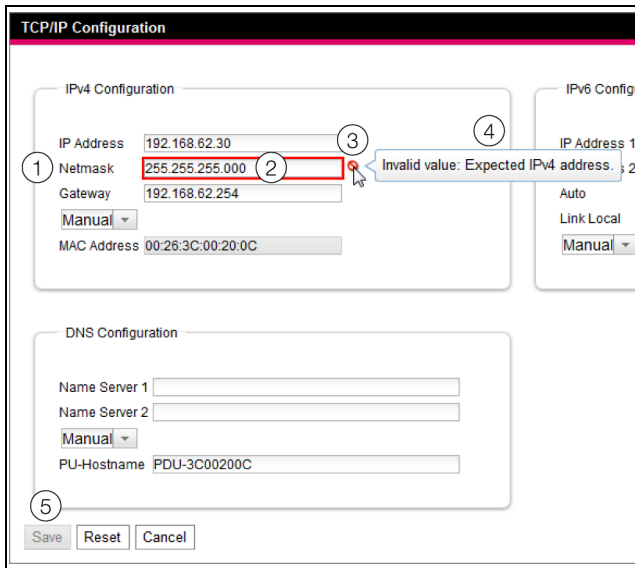 TCP/IP Configuration
IPv4 Configuration
IP Address 192.168.62.30
1 Netmask 255.255.255.000 2
3
4
Invalid value: Expected IPv4 address.
Gateway 192.168.62.254
Manual
MAC Address 00:26:3C:00:20:0C
IPv6 Configu
IP Address 1
s 2
Auto
Link Local
Manual
DNS Configuration
Name Server 1
Name Server 2
Manual
PU-Hostname PDU-3C00200C
5
Save Reset Cancel